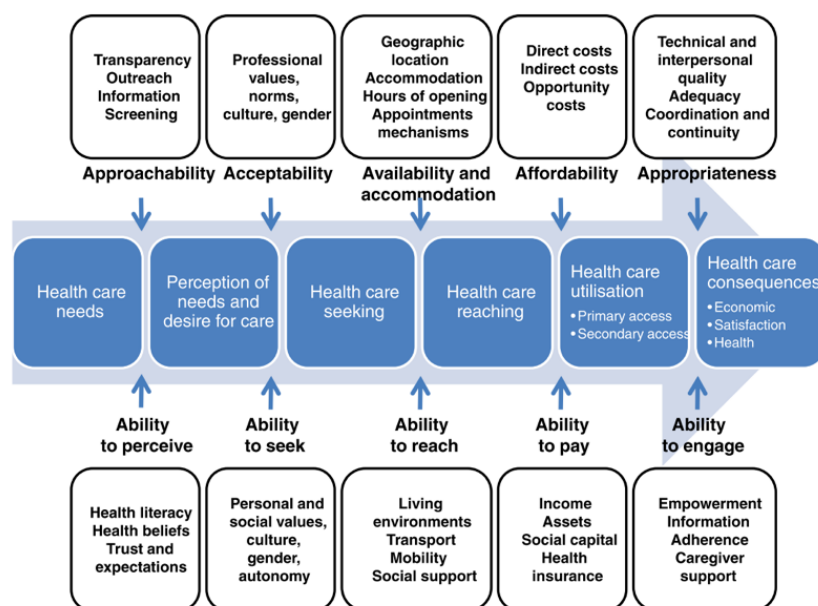 Transparency
Outreach
Information
Screening
Professional
values,
norms,
culture, gender
Geographic
location
Accommodation
Hours of opening
Appointments
mechanisms
Direct costs
Indirect costs
Opportunity
costs
Technical and
interpersonal
quality
Adequacy
Coordination and
continuity
Approachability
Acceptability
Availability and
accommodation
Affordability
Appropriateness
Health care
needs
Perception of
needs and
desire for care
Health care
seeking
Health care
reaching
Health care
utilisation
• Primary access
• Secondary access
Health care
consequences
• Economic
• Satisfaction
• Health
Ability
to perceive
Ability
to seek
Ability
to reach
Ability
to pay
Ability
to engage
Health literacy
Health beliefs
Trust and
expectations
Personal and
social values,
culture,
gender,
autonomy
Living
environments
Transport
Mobility
Social support
Income
Assets
Social capital
Health
insurance
Empowerment
Information
Adherence
Caregiver
support